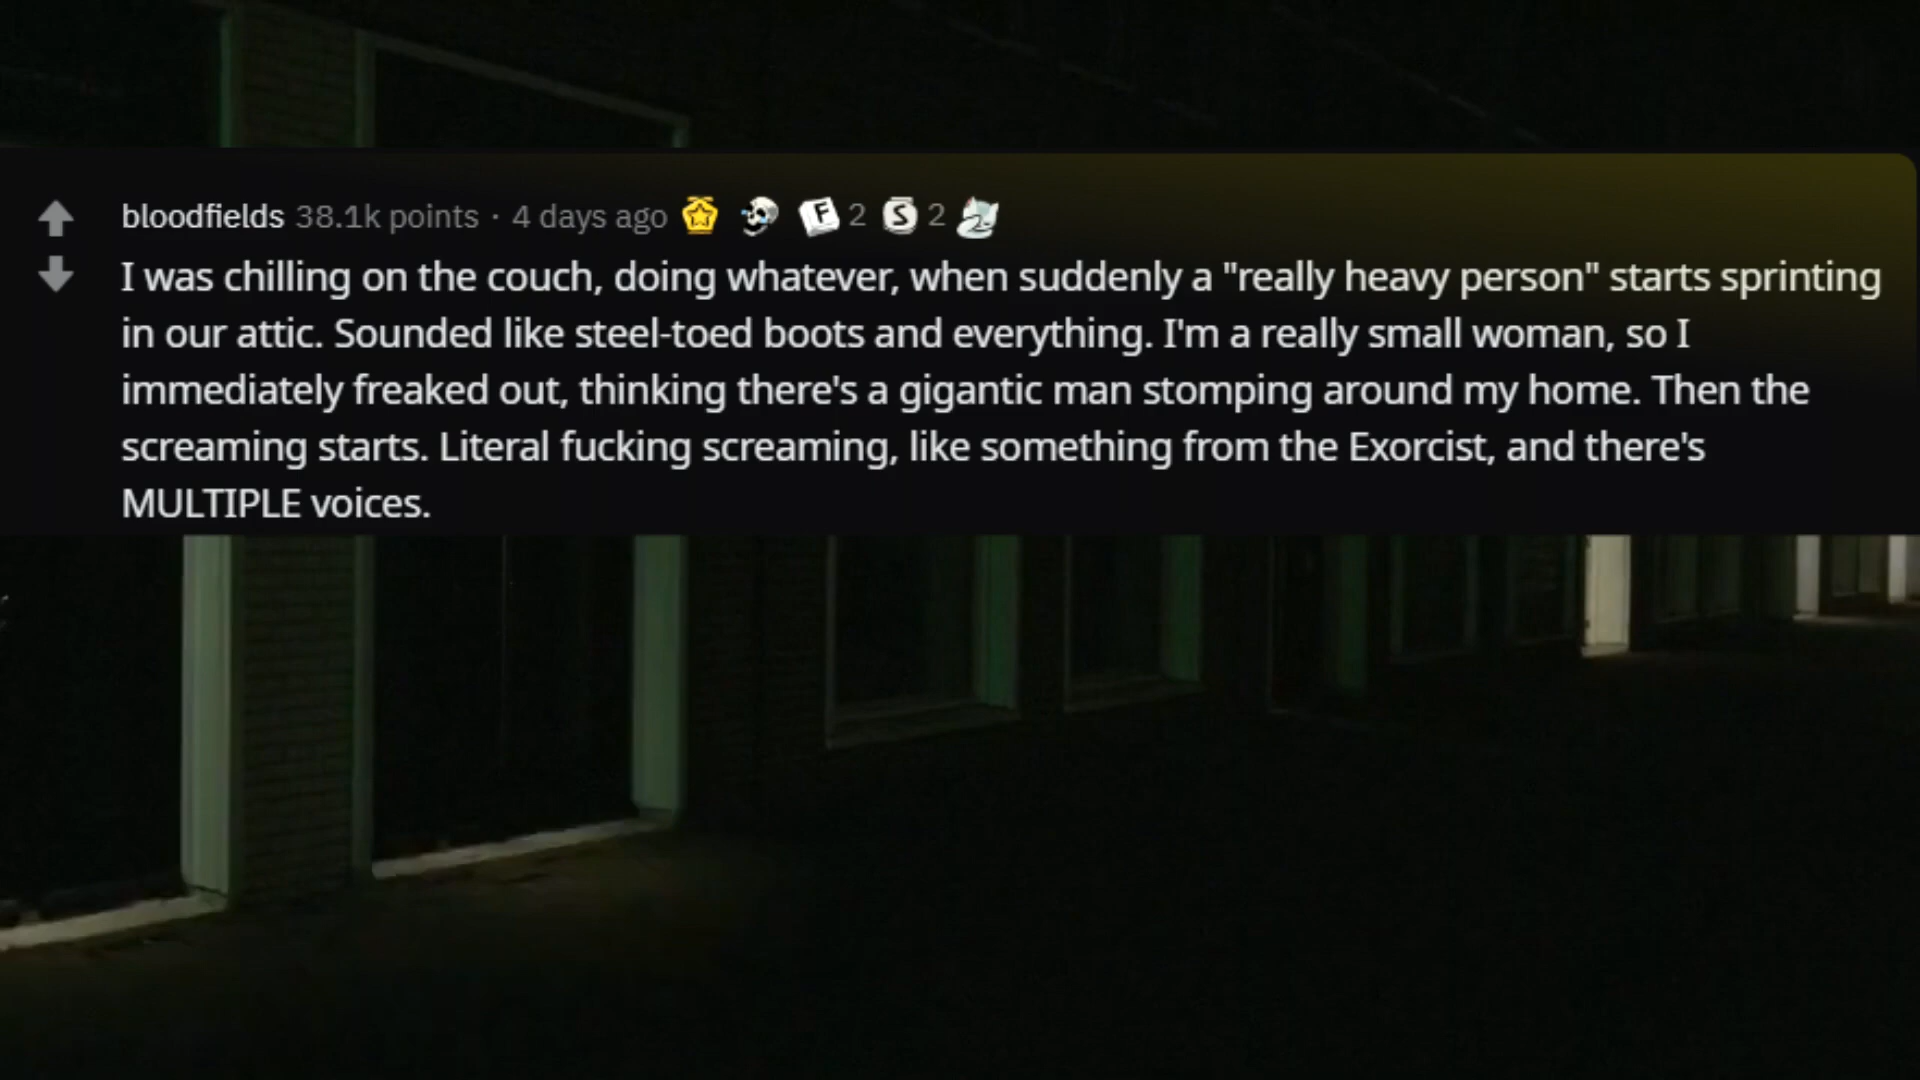 bloodfields 38.1k points · 4 days ago F 2 S 2
I was chilling on the couch, doing whatever, when suddenly a "really heavy person" starts sprinting
in our attic. Sounded like steel-toed boots and everything. I'm a really small woman, so I
immediately freaked out, thinking there's a gigantic man stomping around my home. Then the
screaming starts. Literal fucking screaming, like something from the Exorcist, and there's
MULTIPLE voices.